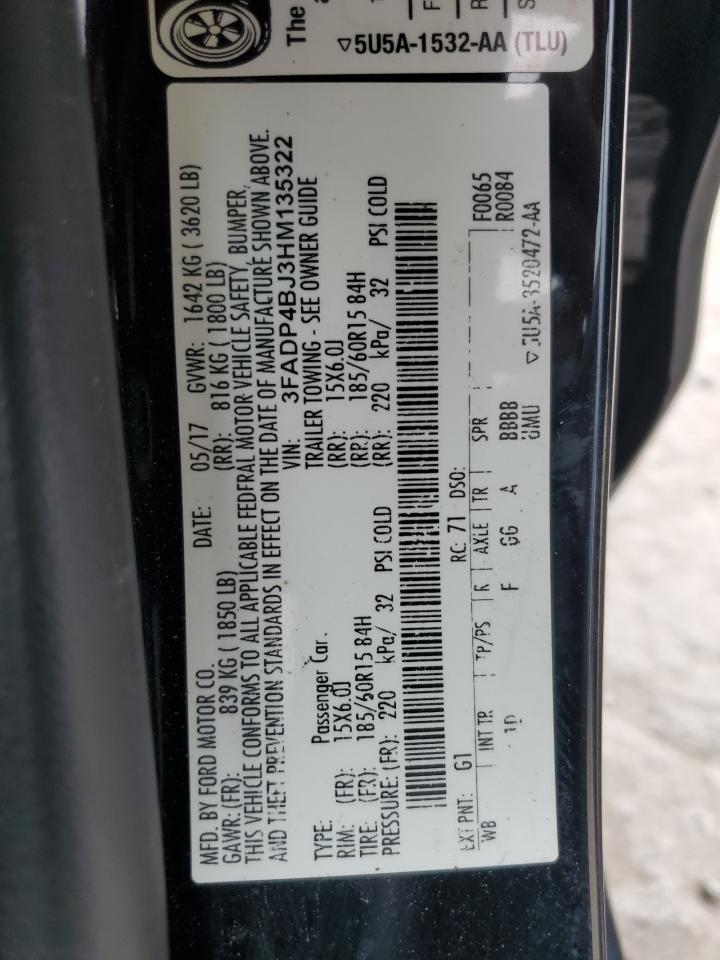 The
a
F
R
S
▽5U5A-1532-AA (TLU)
MFD. BY FORD MOTOR CO. DATE: 05/17 GVWR: 1642 KG ( 3620 LB)
GAWR: (FR): 839 KG ( 1850 LB) (RR): 816 KG ( 1800 LB)
THIS VEHICLE CONFORMS TO ALL APPLICABLE FEDERAL MOTOR VEHICLE SAFETY, BUMPER,
AND THEFT PREVENTION STANDARDS IN EFFECT ON THE DATE OF MANUFACTURE SHOWN ABOVE.
VIN: 3FADP4BJ3HM135322
TYPE: Passenger Car. TRAILER TOWING - SEE OWNER GUIDE
RIM: (FR): 15X6.0J (RR): 15X6.0J
TIRE: (FR): 185/60R15 84H (RR): 185/60R15 84H
PRESSURE: (FR): 220 kPa/ 32 PSI COLD (RR): 220 kPa/ 32 PSI COLD
EXT PNT: G1 RC: 71 DSO: F0065
WB INT TR TP/PS R AXLE TR SPR R0084
F GG A BBBB
▽5U5A-3520472-AA